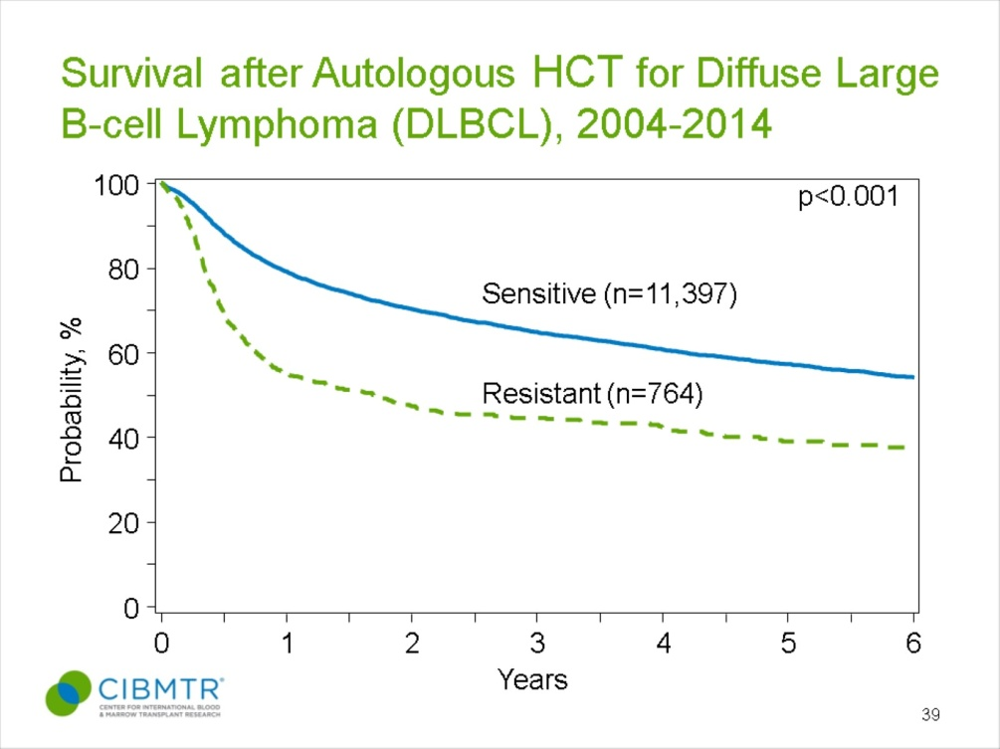 Survival after Autologous HCT for Diffuse Large
B-cell Lymphoma (DLBCL), 2004-2014
100
p<0.001
80
Sensitive (n=11,397)
60
Resistant (n=764)
40
20
0
Probability, %
0 1 2 3 4 5 6
Years
CIBMTR®
CENTER FOR INTERNATIONAL BLOOD
& MARROW TRANSPLANT RESEARCH
39